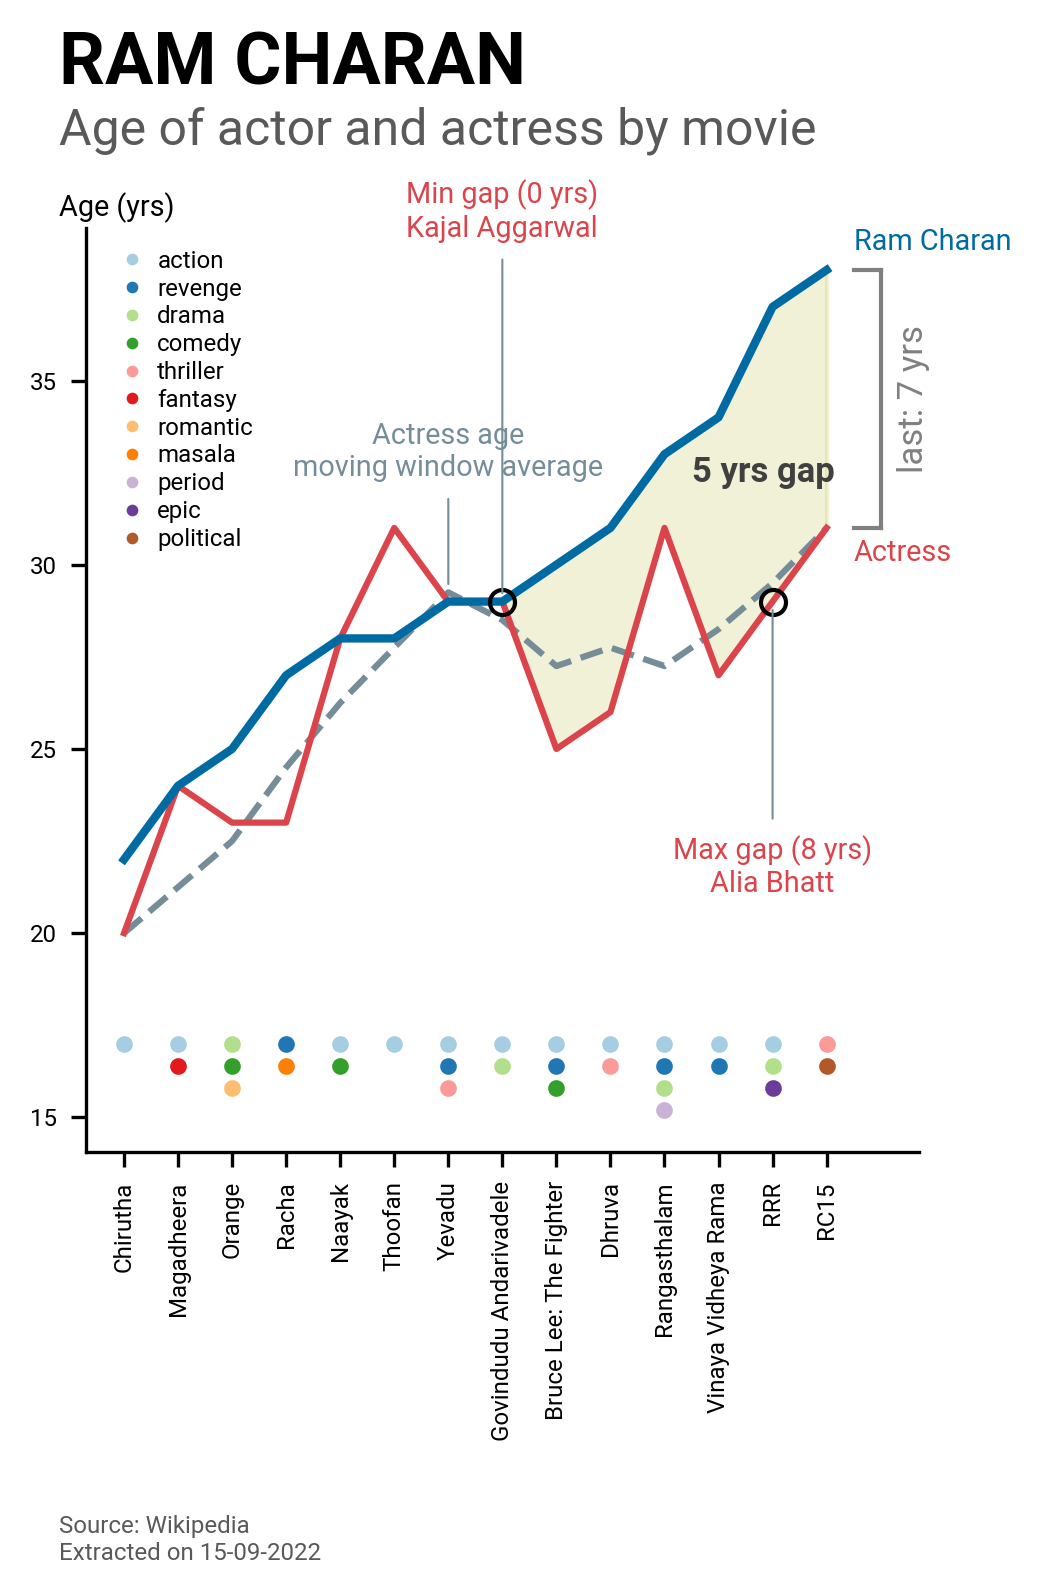 RAM CHARAN
Age of actor and actress by movie
Min gap (0 yrs)
Kajal Aggarwal
Age (yrs)
Ram Charan
action
revenge
drama
comedy
thriller
fantasy
romantic
masala
period
epic
political
Actress age
moving window average
5 yrs gap
last: 7 yrs
Actress
Max gap (8 yrs)
Alia Bhatt
35
30
25
20
15
Chirutha
Magadheera
Orange
Racha
Naayak
Thoofan
Yevadu
Govindudu Andarivadele
Bruce Lee: The Fighter
Dhruva
Rangasthalam
Vinaya Vidheya Rama
RRR
RC15
Source: Wikipedia
Extracted on 15-09-2022